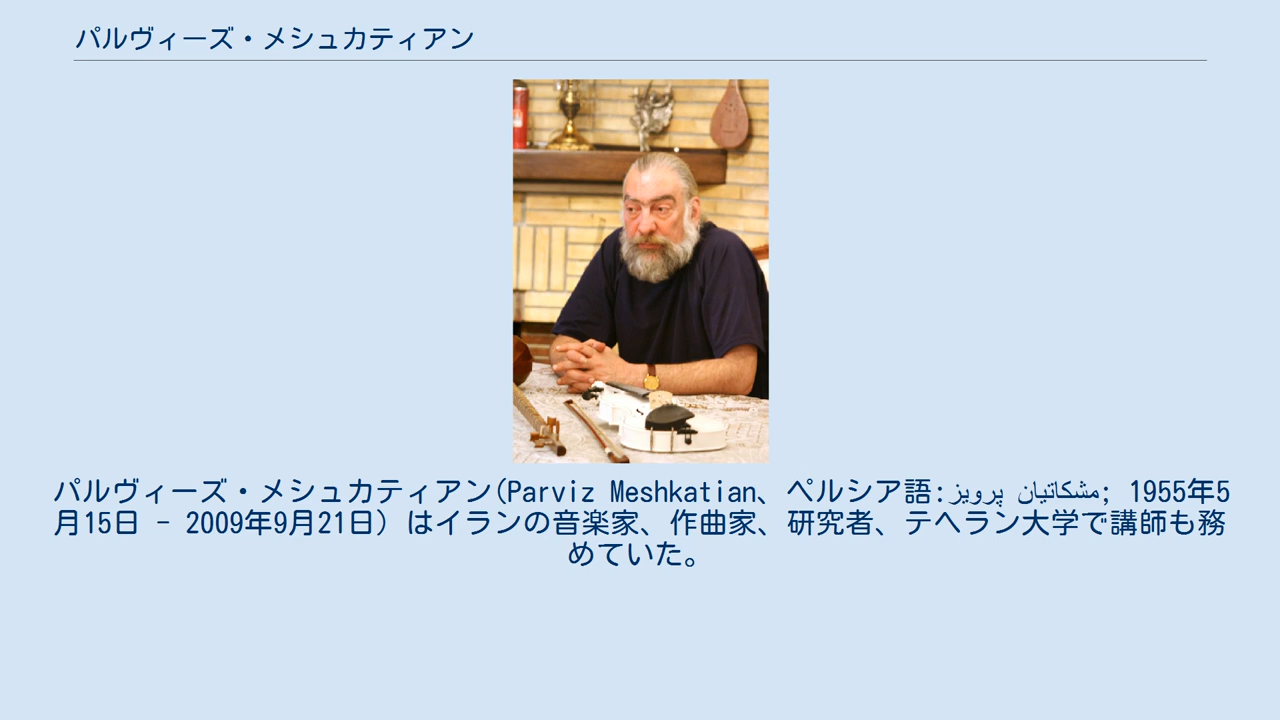 パルヴィーズ・メシュカティアン
パルヴィーズ・メシュカティアン(Parviz Meshkatian、ペルシア語:پرویز مشکاتیان; 1955年5
月15日 - 2009年9月21日) はイランの音楽家、作曲家、研究者、テヘラン大学で講師も務
めていた。